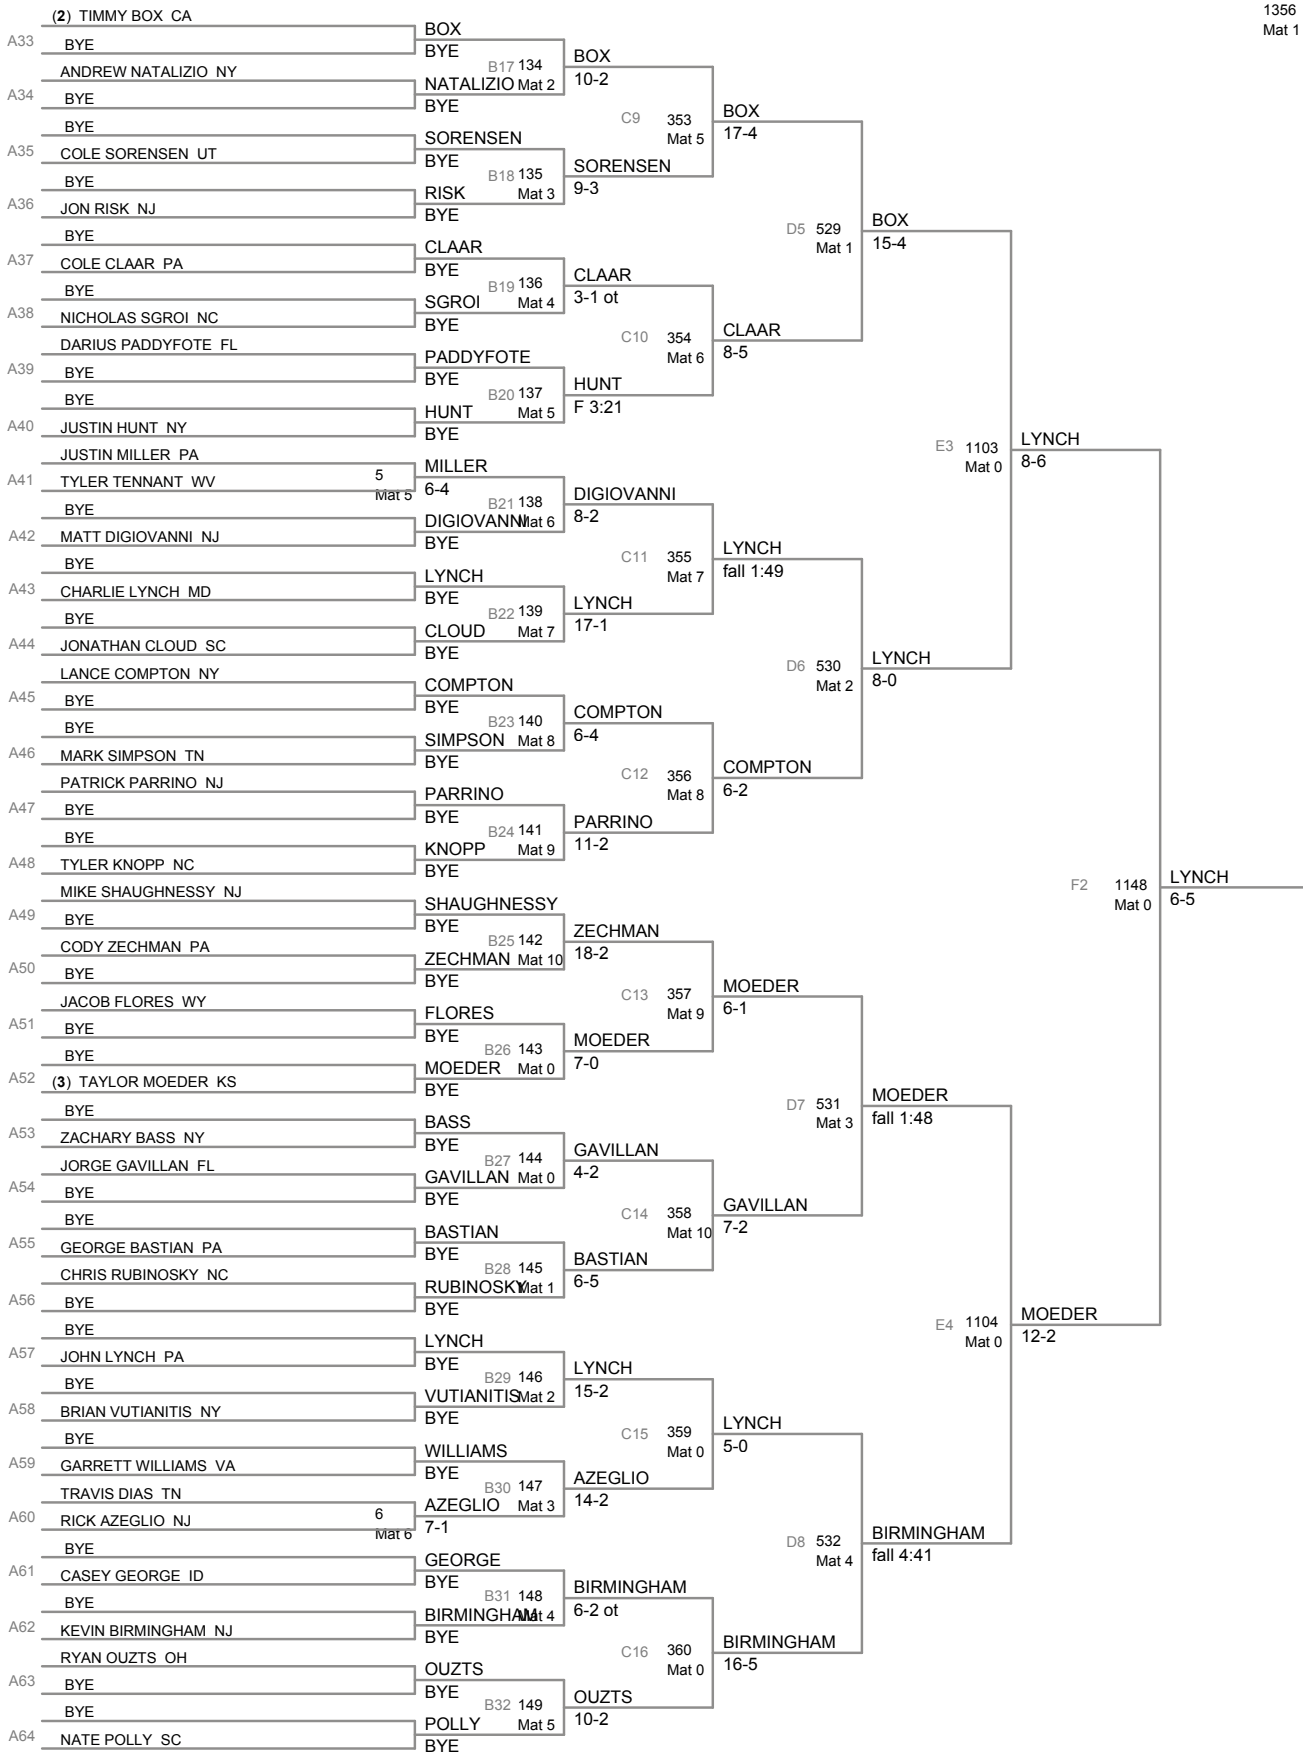 1356
Mat 1
(2) TIMMY BOX CA
A33
BYE
ANDREW NATALIZIO NY
A34
BYE
BYE
A35
COLE SORENSEN UT
BYE
A36
JON RISK NJ
BYE
A37
COLE CLAAR PA
BYE
A38
NICHOLAS SGROI NC
DARIUS PADDYFOTE FL
A39
BYE
BYE
A40
JUSTIN HUNT NY
JUSTIN MILLER PA
A41
TYLER TENNANT WV
5
Mat 5
BYE
A42
MATT DIGIOVANNI NJ
BYE
A43
CHARLIE LYNCH MD
BYE
A44
JONATHAN CLOUD SC
LANCE COMPTON NY
A45
BYE
BYE
A46
MARK SIMPSON TN
PATRICK PARRINO NJ
A47
BYE
BYE
A48
TYLER KNOPP NC
MIKE SHAUGHNESSY NJ
A49
BYE
CODY ZECHMAN PA
A50
BYE
JACOB FLORES WY
A51
BYE
BYE
A52
(3) TAYLOR MOEDER KS
BYE
A53
ZACHARY BASS NY
JORGE GAVILLAN FL
A54
BYE
BYE
A55
GEORGE BASTIAN PA
CHRIS RUBINOSKY NC
A56
BYE
BYE
A57
JOHN LYNCH PA
BYE
A58
BRIAN VUTIANITIS NY
BYE
A59
GARRETT WILLIAMS VA
TRAVIS DIAS TN
A60
RICK AZEGLIO NJ
6
Mat 6
BYE
A61
CASEY GEORGE ID
BYE
A62
KEVIN BIRMINGHAM NJ
RYAN OUZTS OH
A63
BYE
BYE
A64
NATE POLLY SC
BOX
BYE
B17 134
Mat 2
NATALIZIO
BYE
SORENSEN
BYE
B18 135
Mat 3
RISK
BYE
CLAAR
BYE
B19 136
Mat 4
SGROI
BYE
PADDYFOTE
BYE
B20 137
Mat 5
HUNT
BYE
MILLER
6-4
B21 138
Mat 6
DIGIOVANNI
BYE
LYNCH
BYE
B22 139
Mat 7
CLOUD
BYE
COMPTON
BYE
B23 140
Mat 8
SIMPSON
BYE
PARRINO
BYE
B24 141
Mat 9
KNOPP
BYE
SHAUGHNESSY
BYE
B25 142
Mat 10
ZECHMAN
BYE
FLORES
BYE
B26 143
Mat 0
MOEDER
BYE
BASS
BYE
B27 144
Mat 0
GAVILLAN
BYE
BASTIAN
BYE
B28 145
Mat 1
RUBINOSKY
BYE
LYNCH
BYE
B29 146
Mat 2
VUTIANITIS
BYE
WILLIAMS
BYE
B30 147
Mat 3
AZEGLIO
7-1
GEORGE
BYE
B31 148
Mat 4
BIRMINGHAM
BYE
OUZTS
BYE
B32 149
Mat 5
POLLY
BYE
BOX
10-2
C9 353
Mat 5
SORENSEN
9-3
CLAAR
3-1 ot
C10 354
Mat 6
HUNT
F 3:21
DIGIOVANNI
8-2
C11 355
Mat 7
LYNCH
17-1
COMPTON
6-4
C12 356
Mat 8
PARRINO
11-2
ZECHMAN
18-2
C13 357
Mat 9
MOEDER
7-0
GAVILLAN
4-2
C14 358
Mat 10
BASTIAN
6-5
LYNCH
15-2
C15 359
Mat 0
AZEGLIO
14-2
BIRMINGHAM
6-2 ot
C16 360
Mat 0
OUZTS
10-2
BOX
17-4
D5 529
Mat 1
CLAAR
8-5
LYNCH
fall 1:49
D6 530
Mat 2
COMPTON
6-2
MOEDER
6-1
D7 531
Mat 3
GAVILLAN
7-2
LYNCH
5-0
D8 532
Mat 4
BIRMINGHAM
16-5
BOX
15-4
E3 1103
Mat 0
LYNCH
8-0
MOEDER
fall 1:48
E4 1104
Mat 0
BIRMINGHAM
fall 4:41
LYNCH
8-6
F2 1148
Mat 0
MOEDER
12-2
LYNCH
6-5